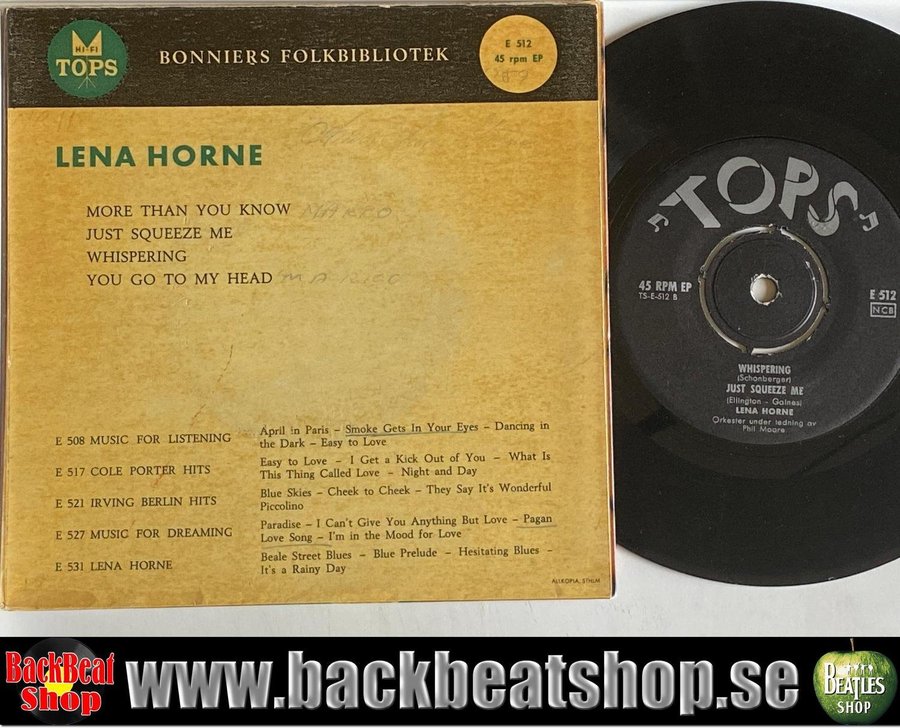 HI-FI
TOPS
BONNIERS FOLKBIBLIOTEK
E 512
45 rpm EP
LENA HORNE
MORE THAN YOU KNOW MARCO
JUST SQUEEZE ME
WHISPERING
YOU GO TO MY HEAD
E 508 MUSIC FOR LISTENING April in Paris – Smoke Gets In Your Eyes – Dancing in
the Dark – Easy to Love
E 517 COLE PORTER HITS Easy to Love – I Get a Kick Out of You – What Is
This Thing Called Love – Night and Day
E 521 IRVING BERLIN HITS Blue Skies – Cheek to Cheek – They Say It's Wonderful
Piccolino
E 527 MUSIC FOR DREAMING Paradise – I Can't Give You Anything But Love – Pagan
Love Song – I'm in the Mood for Love
E 531 LENA HORNE Beale Street Blues – Blue Prelude – Hesitating Blues –
It's a Rainy Day
ALLKOPIA, STHLM
TOPS
45 RPM EP
TS-E-512 B
E 512
NCB
WHISPERING
(Schonberger)
JUST SQUEEZE ME
(Ellington - Gaines)
LENA HORNE
Orkester under ledning av
Phil Moore
BackBeat
Shop
www.backbeatshop.se
BEATLES
SHOP